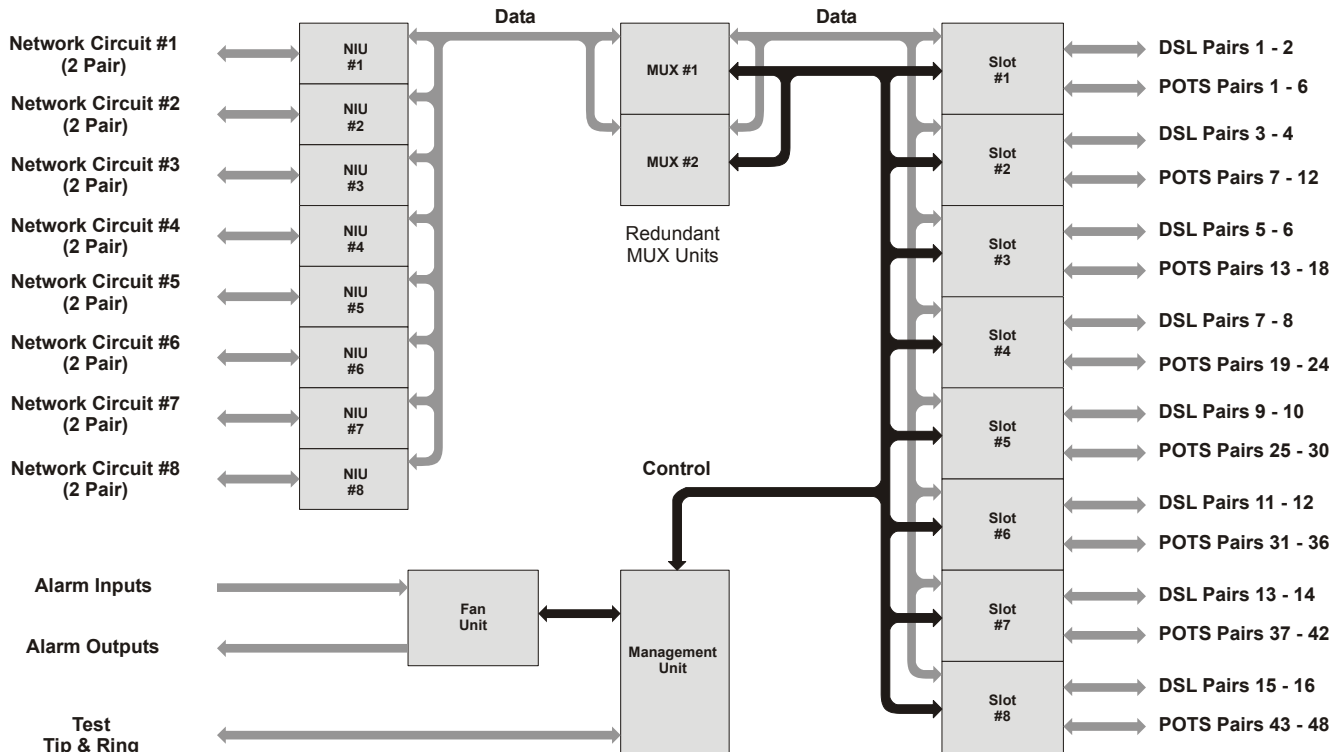 Data
Data
Network Circuit #1
(2 Pair)
Network Circuit #2
(2 Pair)
Network Circuit #3
(2 Pair)
Network Circuit #4
(2 Pair)
Network Circuit #5
(2 Pair)
Network Circuit #6
(2 Pair)
Network Circuit #7
(2 Pair)
Network Circuit #8
(2 Pair)
NIU
#1
NIU
#2
NIU
#3
NIU
#4
NIU
#5
NIU
#6
NIU
#7
NIU
#8
MUX #1
MUX #2
Redundant
MUX Units
Control
Slot
#1
Slot
#2
Slot
#3
Slot
#4
Slot
#5
Slot
#6
Slot
#7
Slot
#8
DSL Pairs 1 - 2
POTS Pairs 1 - 6
DSL Pairs 3 - 4
POTS Pairs 7 - 12
DSL Pairs 5 - 6
POTS Pairs 13 - 18
DSL Pairs 7 - 8
POTS Pairs 19 - 24
DSL Pairs 9 - 10
POTS Pairs 25 - 30
DSL Pairs 11 - 12
POTS Pairs 31 - 36
DSL Pairs 13 - 14
POTS Pairs 37 - 42
DSL Pairs 15 - 16
POTS Pairs 43 - 48
Alarm Inputs
Alarm Outputs
Fan
Unit
Management
Unit
Test
Tip & Ring